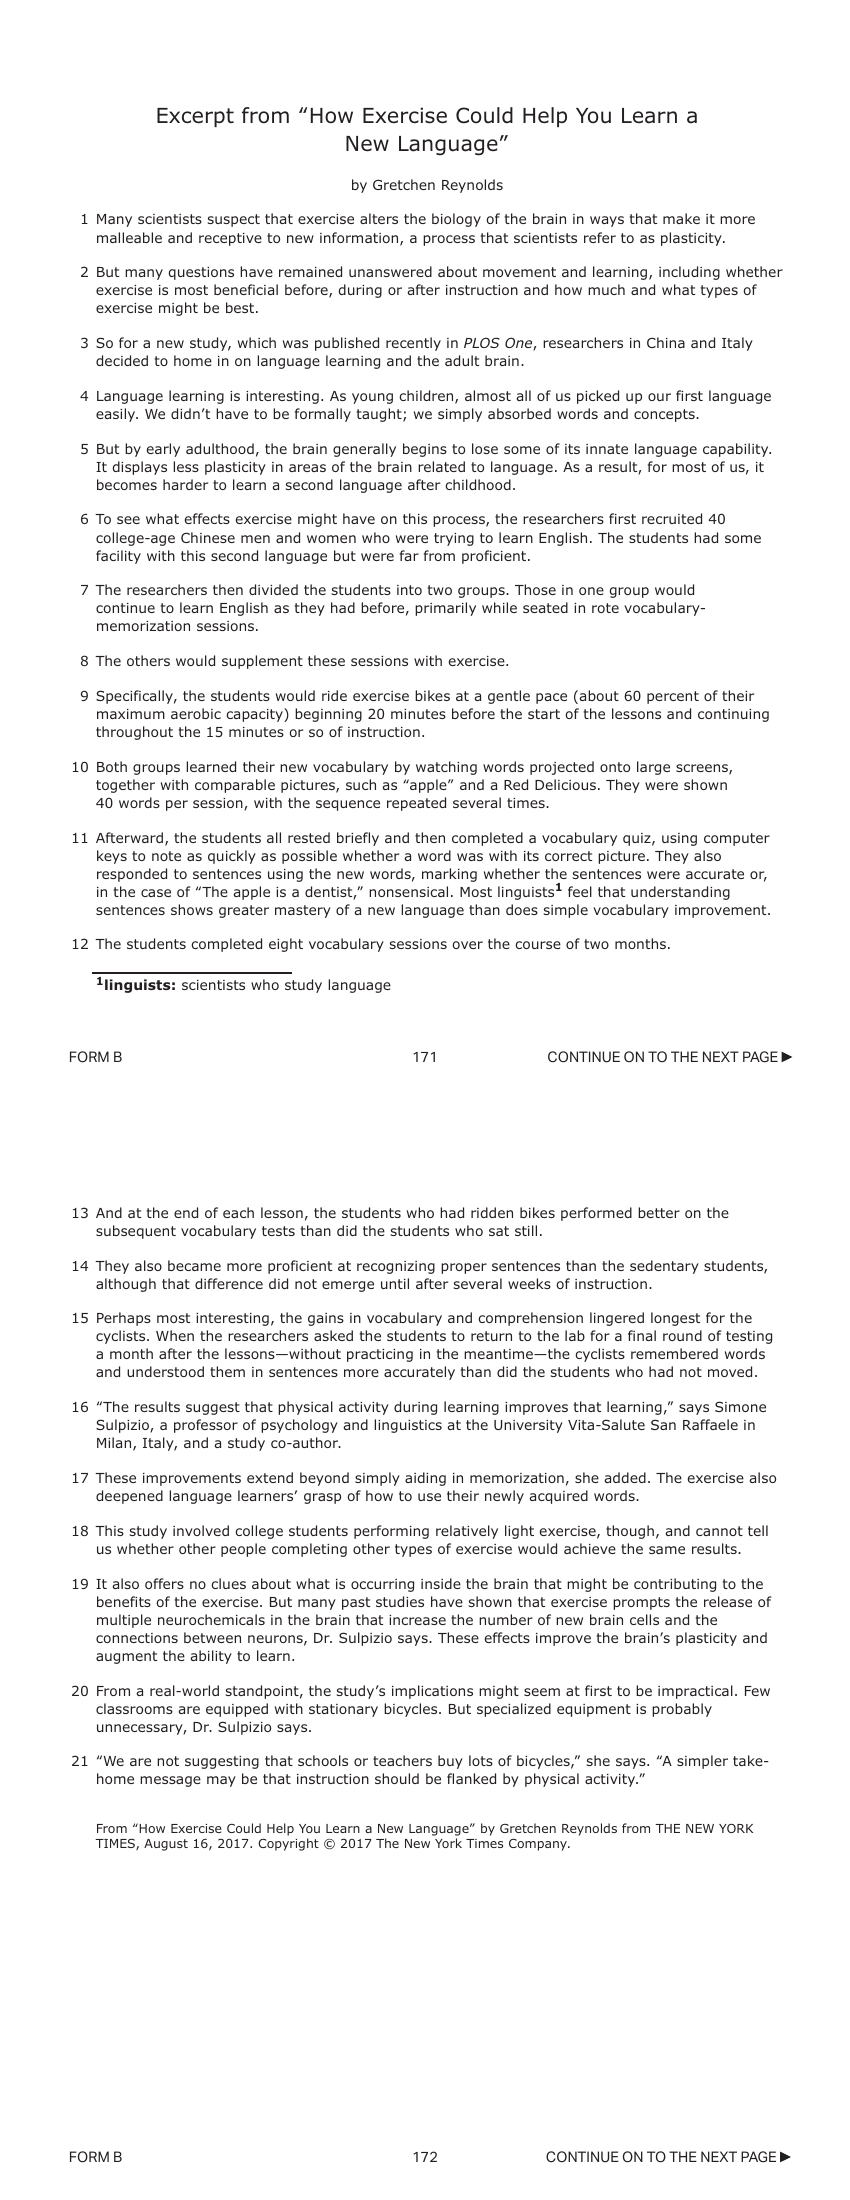 Excerpt from “How Exercise Could Help You Learn a
New Language”
by Gretchen Reynolds
1 Many scientists suspect that exercise alters the biology of the brain in ways that make it more
malleable and receptive to new information, a process that scientists refer to as plasticity.
2 But many questions have remained unanswered about movement and learning, including whether
exercise is most beneficial before, during or after instruction and how much and what types of
exercise might be best.
3 So for a new study, which was published recently in PLOS One, researchers in China and Italy
decided to home in on language learning and the adult brain.
4 Language learning is interesting. As young children, almost all of us picked up our first language
easily. We didn’t have to be formally taught; we simply absorbed words and concepts.
5 But by early adulthood, the brain generally begins to lose some of its innate language capability.
It displays less plasticity in areas of the brain related to language. As a result, for most of us, it
becomes harder to learn a second language after childhood.
6 To see what effects exercise might have on this process, the researchers first recruited 40
college-age Chinese men and women who were trying to learn English. The students had some
facility with this second language but were far from proficient.
7 The researchers then divided the students into two groups. Those in one group would
continue to learn English as they had before, primarily while seated in rote vocabulary-
memorization sessions.
8 The others would supplement these sessions with exercise.
9 Specifically, the students would ride exercise bikes at a gentle pace (about 60 percent of their
maximum aerobic capacity) beginning 20 minutes before the start of the lessons and continuing
throughout the 15 minutes or so of instruction.
10 Both groups learned their new vocabulary by watching words projected onto large screens,
together with comparable pictures, such as “apple” and a Red Delicious. They were shown
40 words per session, with the sequence repeated several times.
11 Afterward, the students all rested briefly and then completed a vocabulary quiz, using computer
keys to note as quickly as possible whether a word was with its correct picture. They also
responded to sentences using the new words, marking whether the sentences were accurate or,
in the case of “The apple is a dentist,” nonsensical. Most linguists1 feel that understanding
sentences shows greater mastery of a new language than does simple vocabulary improvement.
12 The students completed eight vocabulary sessions over the course of two months.
1linguists: scientists who study language
FORM B 171 CONTINUE ON TO THE NEXT PAGE ▶
13 And at the end of each lesson, the students who had ridden bikes performed better on the
subsequent vocabulary tests than did the students who sat still.
14 They also became more proficient at recognizing proper sentences than the sedentary students,
although that difference did not emerge until after several weeks of instruction.
15 Perhaps most interesting, the gains in vocabulary and comprehension lingered longest for the
cyclists. When the researchers asked the students to return to the lab for a final round of testing
a month after the lessons—without practicing in the meantime—the cyclists remembered words
and understood them in sentences more accurately than did the students who had not moved.
16 “The results suggest that physical activity during learning improves that learning,” says Simone
Sulpizio, a professor of psychology and linguistics at the University Vita-Salute San Raffaele in
Milan, Italy, and a study co-author.
17 These improvements extend beyond simply aiding in memorization, she added. The exercise also
deepened language learners’ grasp of how to use their newly acquired words.
18 This study involved college students performing relatively light exercise, though, and cannot tell
us whether other people completing other types of exercise would achieve the same results.
19 It also offers no clues about what is occurring inside the brain that might be contributing to the
benefits of the exercise. But many past studies have shown that exercise prompts the release of
multiple neurochemicals in the brain that increase the number of new brain cells and the
connections between neurons, Dr. Sulpizio says. These effects improve the brain’s plasticity and
augment the ability to learn.
20 From a real-world standpoint, the study’s implications might seem at first to be impractical. Few
classrooms are equipped with stationary bicycles. But specialized equipment is probably
unnecessary, Dr. Sulpizio says.
21 “We are not suggesting that schools or teachers buy lots of bicycles,” she says. “A simpler take-
home message may be that instruction should be flanked by physical activity.”
From “How Exercise Could Help You Learn a New Language” by Gretchen Reynolds from THE NEW YORK
TIMES, August 16, 2017. Copyright © 2017 The New York Times Company.
FORM B 172 CONTINUE ON TO THE NEXT PAGE ▶